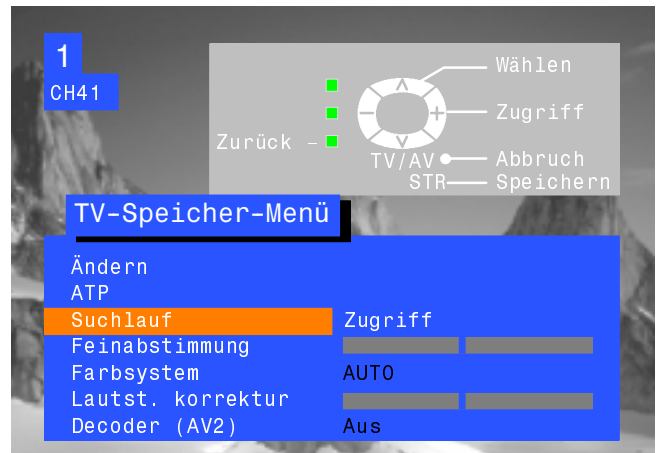 1
CH41
Wählen
Zugriff
Zurück –
TV/AV Abbruch
STR Speichern
TV-Speicher-Menü
Ändern
ATP
Suchlauf Zugriff
Feinabstimmung
Farbsystem AUTO
Lautst. korrektur
Decoder (AV2) Aus